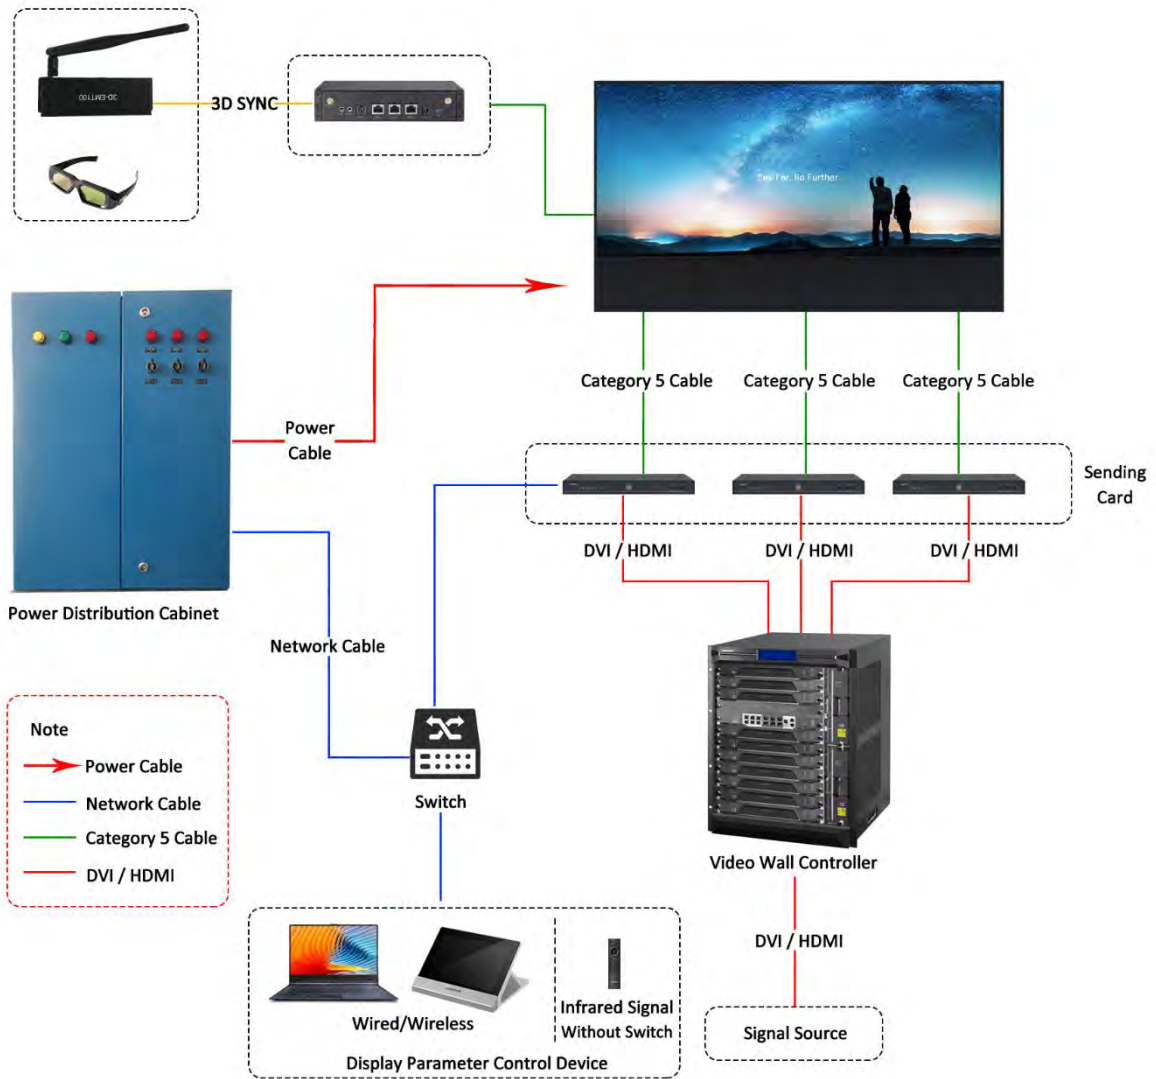 3D-EMT100
3D SYNC
See Far, Go Further
Category 5 Cable
Category 5 Cable
Category 5 Cable
Power
Cable
Sending
Card
DVI / HDMI
DVI / HDMI
DVI / HDMI
Power Distribution Cabinet
Network Cable
Note
Power Cable
Network Cable
Category 5 Cable
DVI / HDMI
Switch
Video Wall Controller
DVI / HDMI
Signal Source
Wired/Wireless
Infrared Signal
Without Switch
Display Parameter Control Device